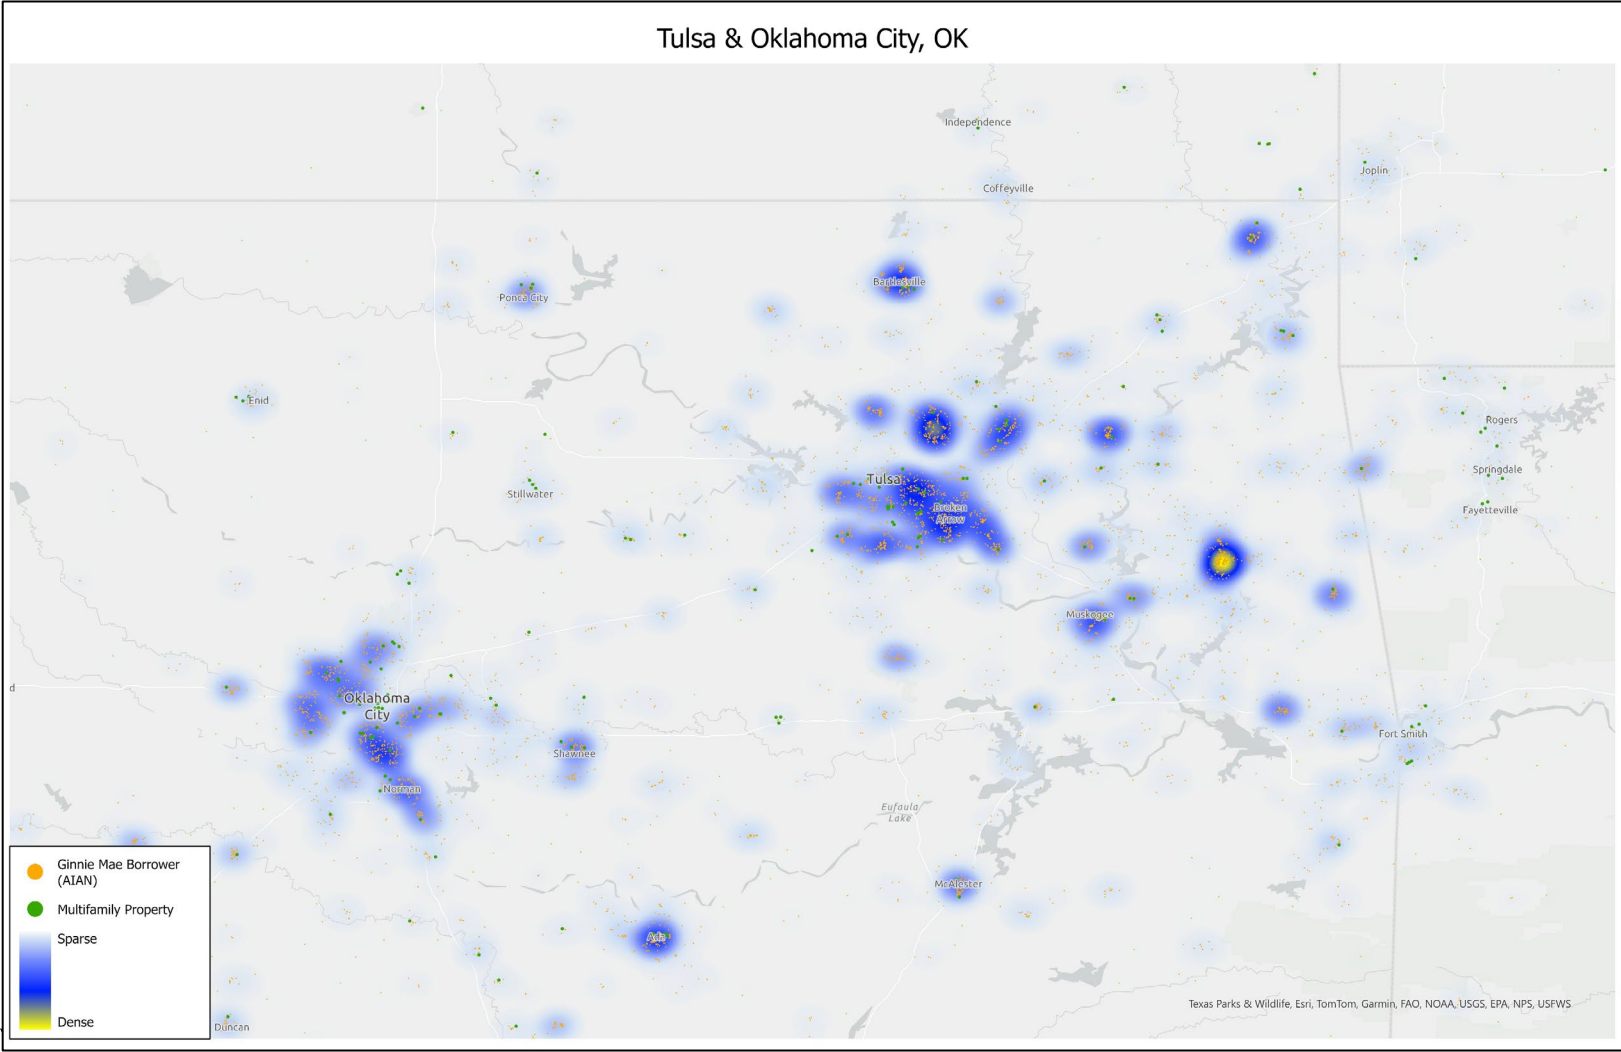 Tulsa & Oklahoma City, OK
Independence
Coffeyville
Joplin
Bartlesville
Ponca City
Enid
Rogers
Springdale
Fayetteville
Stillwater
Tulsa
Broken
Arrow
Muskogee
d
Oklahoma
City
Shawnee
Norman
Fort Smith
Eufaula
Lake
McAlester
Ada
Duncan
Ginnie Mae Borrower
(AIAN)
Multifamily Property
Sparse
Dense
Texas Parks & Wildlife, Esri, TomTom, Garmin, FAO, NOAA, USGS, EPA, NPS, USFWS